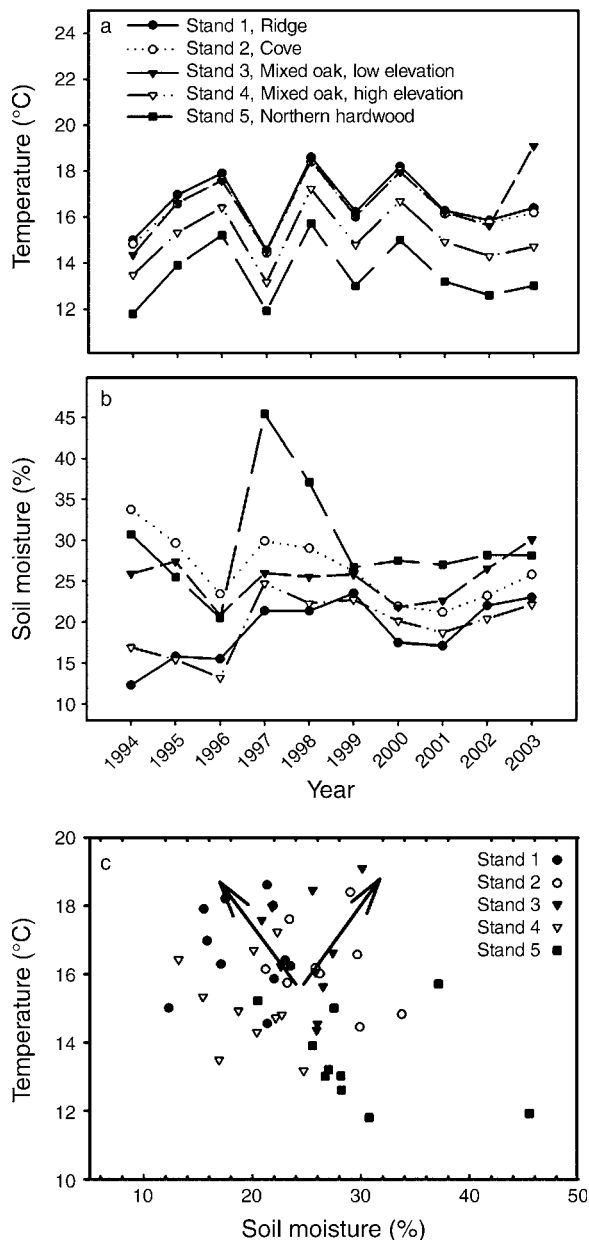 a
Stand 1, Ridge
Stand 2, Cove
Stand 3, Mixed oak, low elevation
Stand 4, Mixed oak, high elevation
Stand 5, Northern hardwood
Temperature (°C)
24
22
20
18
16
14
12
b
Soil moisture (%)
45
40
35
30
25
20
15
10
1994
1995
1996
1997
1998
1999
2000
2001
2002
2003
Year
c
Stand 1
Stand 2
Stand 3
Stand 4
Stand 5
Temperature (°C)
20
18
16
14
12
10
10
20
30
40
50
Soil moisture (%)